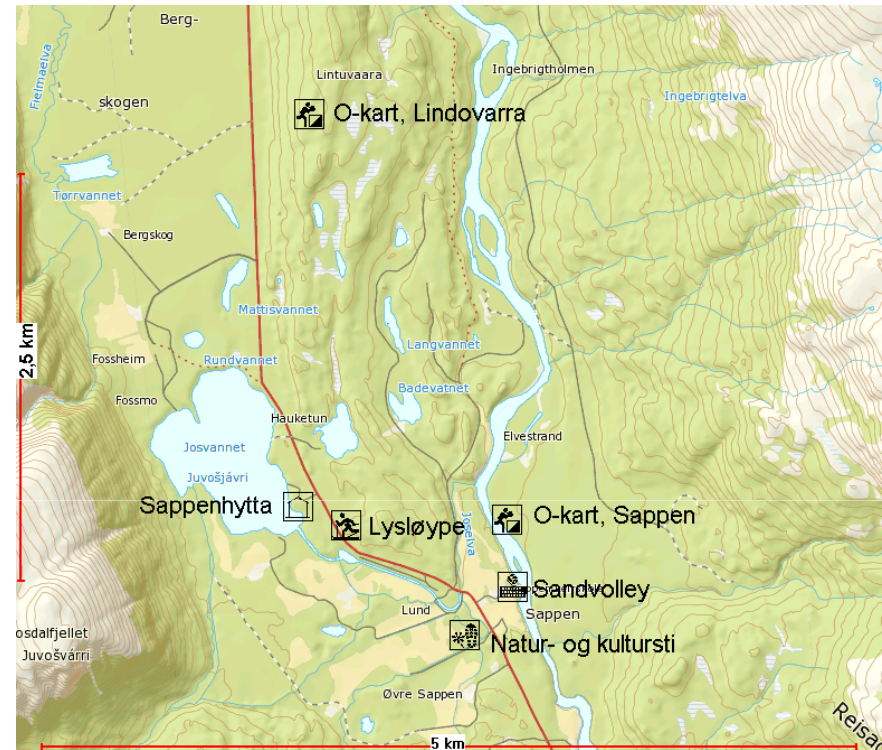 Berg-
skogen
Fielmaelva
Lintuvaara
O-kart, Lindovarra
Ingebrigtholmen
Ingebrigtelva
Tørrvannet
Bergskog
Mattisvannet
2,5 km
Fossheim
Rundvannet
Langvannet
Fossmo
Badevatnet
Hauketun
Josvannet
Juvošjávri
Elvestrand
Sappenhytta
Lysløype
Joselva
O-kart, Sappen
Sandvolley
Lund
Sappen
Natur- og kultursti
osdalfjellet
Juvošvárri
Øvre Sappen
Reisa
5 km